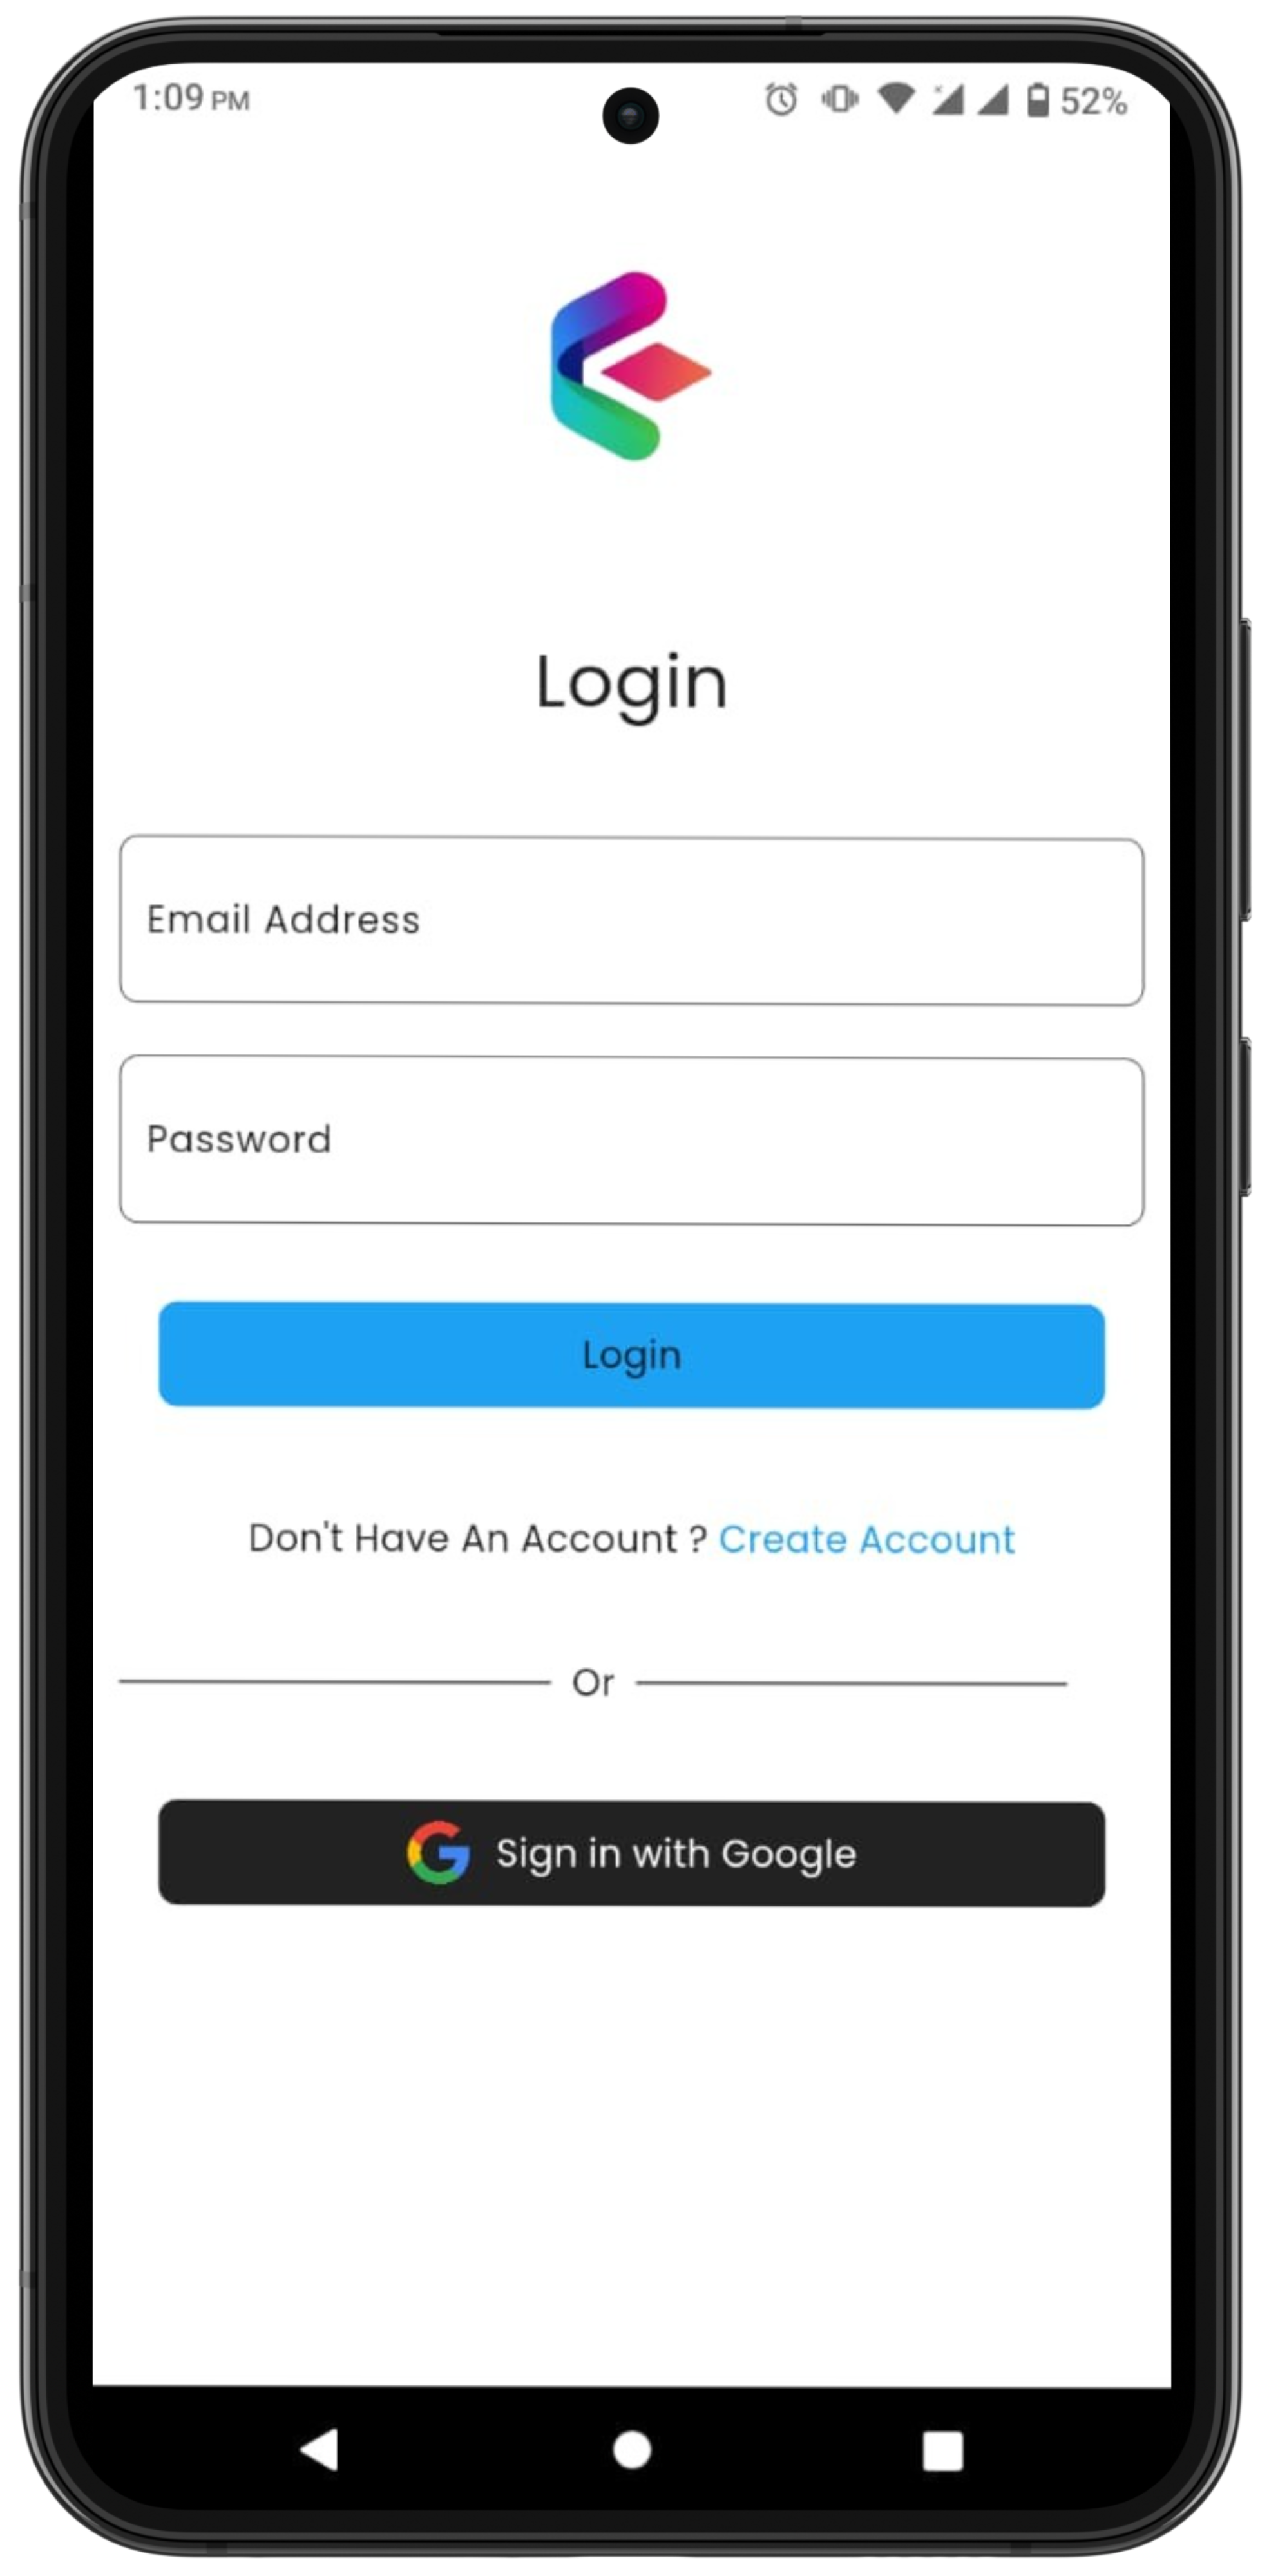 1:09 PM 52%
Login
Email Address
Password
Login
Don't Have An Account ? Create Account
Or
Sign in with Google